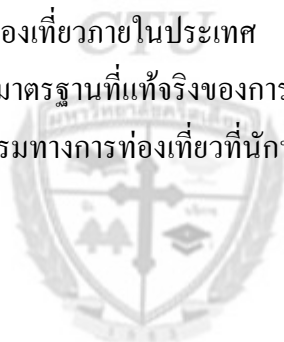 CTU
องเที่ยวภายในประเทศ
มาตรฐานที่แท้จริงของการ
รมทางการท่องเที่ยวที่นัก